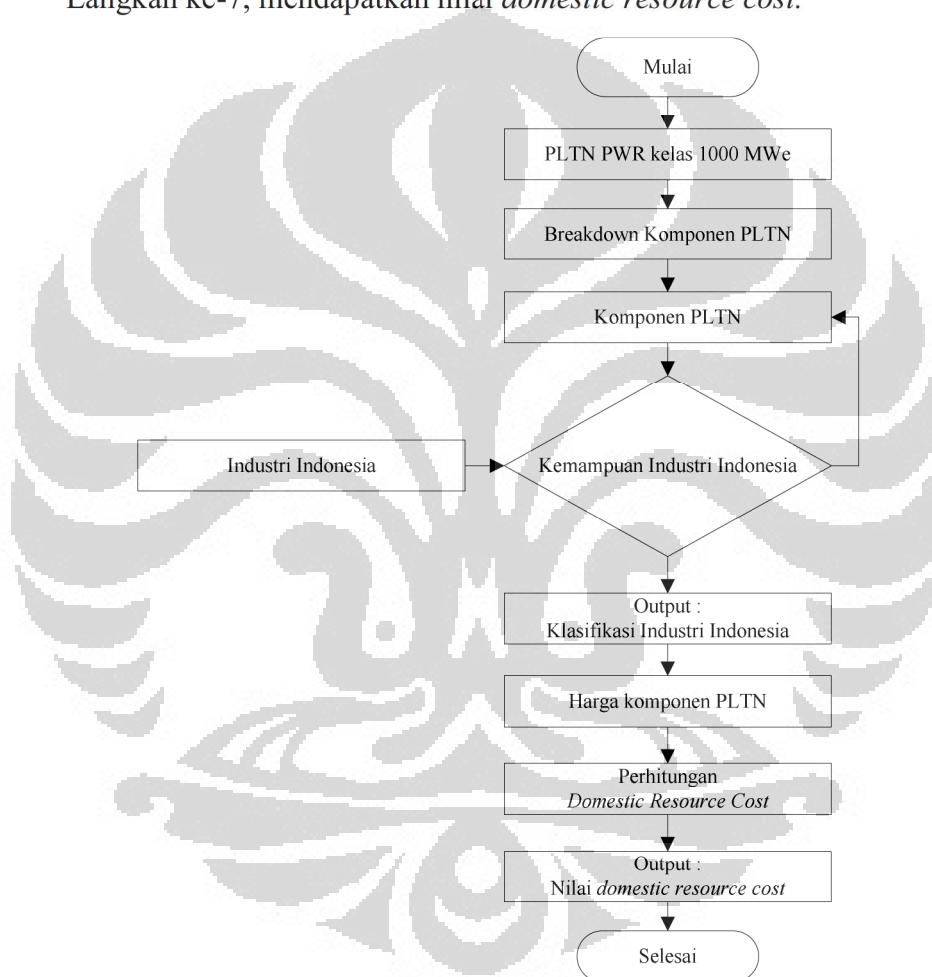 Langkah ke-7, mendapatkan nilai domestic resource cost.
Mulai
PLTN PWR kelas 1000 MWe
Breakdown Komponen PLTN
Komponen PLTN
Industri Indonesia
Kemampuan Industri Indonesia
Output :
Klasifikasi Industri Indonesia
Harga komponen PLTN
Perhitungan
Domestic Resource Cost
Output :
Nilai domestic resource cost
Selesai